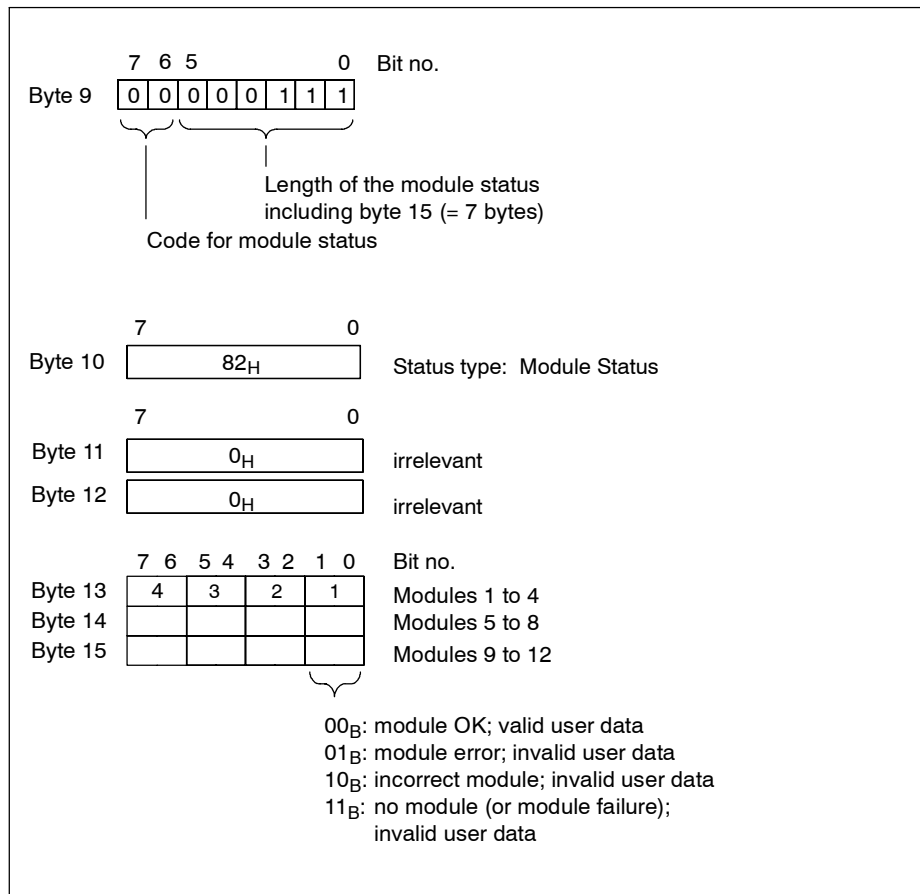 7 6 5 0 Bit no.
Byte 9 0 0 0 0 0 1 1 1
Length of the module status
including byte 15 (= 7 bytes)
Code for module status
7 0
Byte 10 82H Status type: Module Status
7 0
Byte 11 0H irrelevant
Byte 12 0H irrelevant
7 6 5 4 3 2 1 0 Bit no.
Byte 13 4 3 2 1 Modules 1 to 4
Byte 14 Modules 5 to 8
Byte 15 Modules 9 to 12
00B: module OK; valid user data
01B: module error; invalid user data
10B: incorrect module; invalid user data
11B: no module (or module failure);
invalid user data